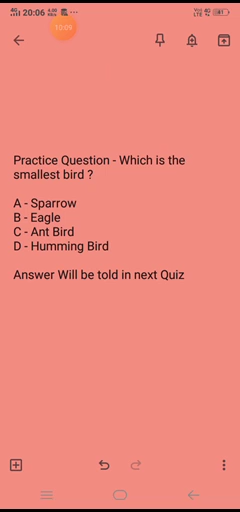 20:06
10:09
Practice Question - Which is the
smallest bird ?
A - Sparrow
B - Eagle
C - Ant Bird
D - Humming Bird
Answer Will be told in next Quiz